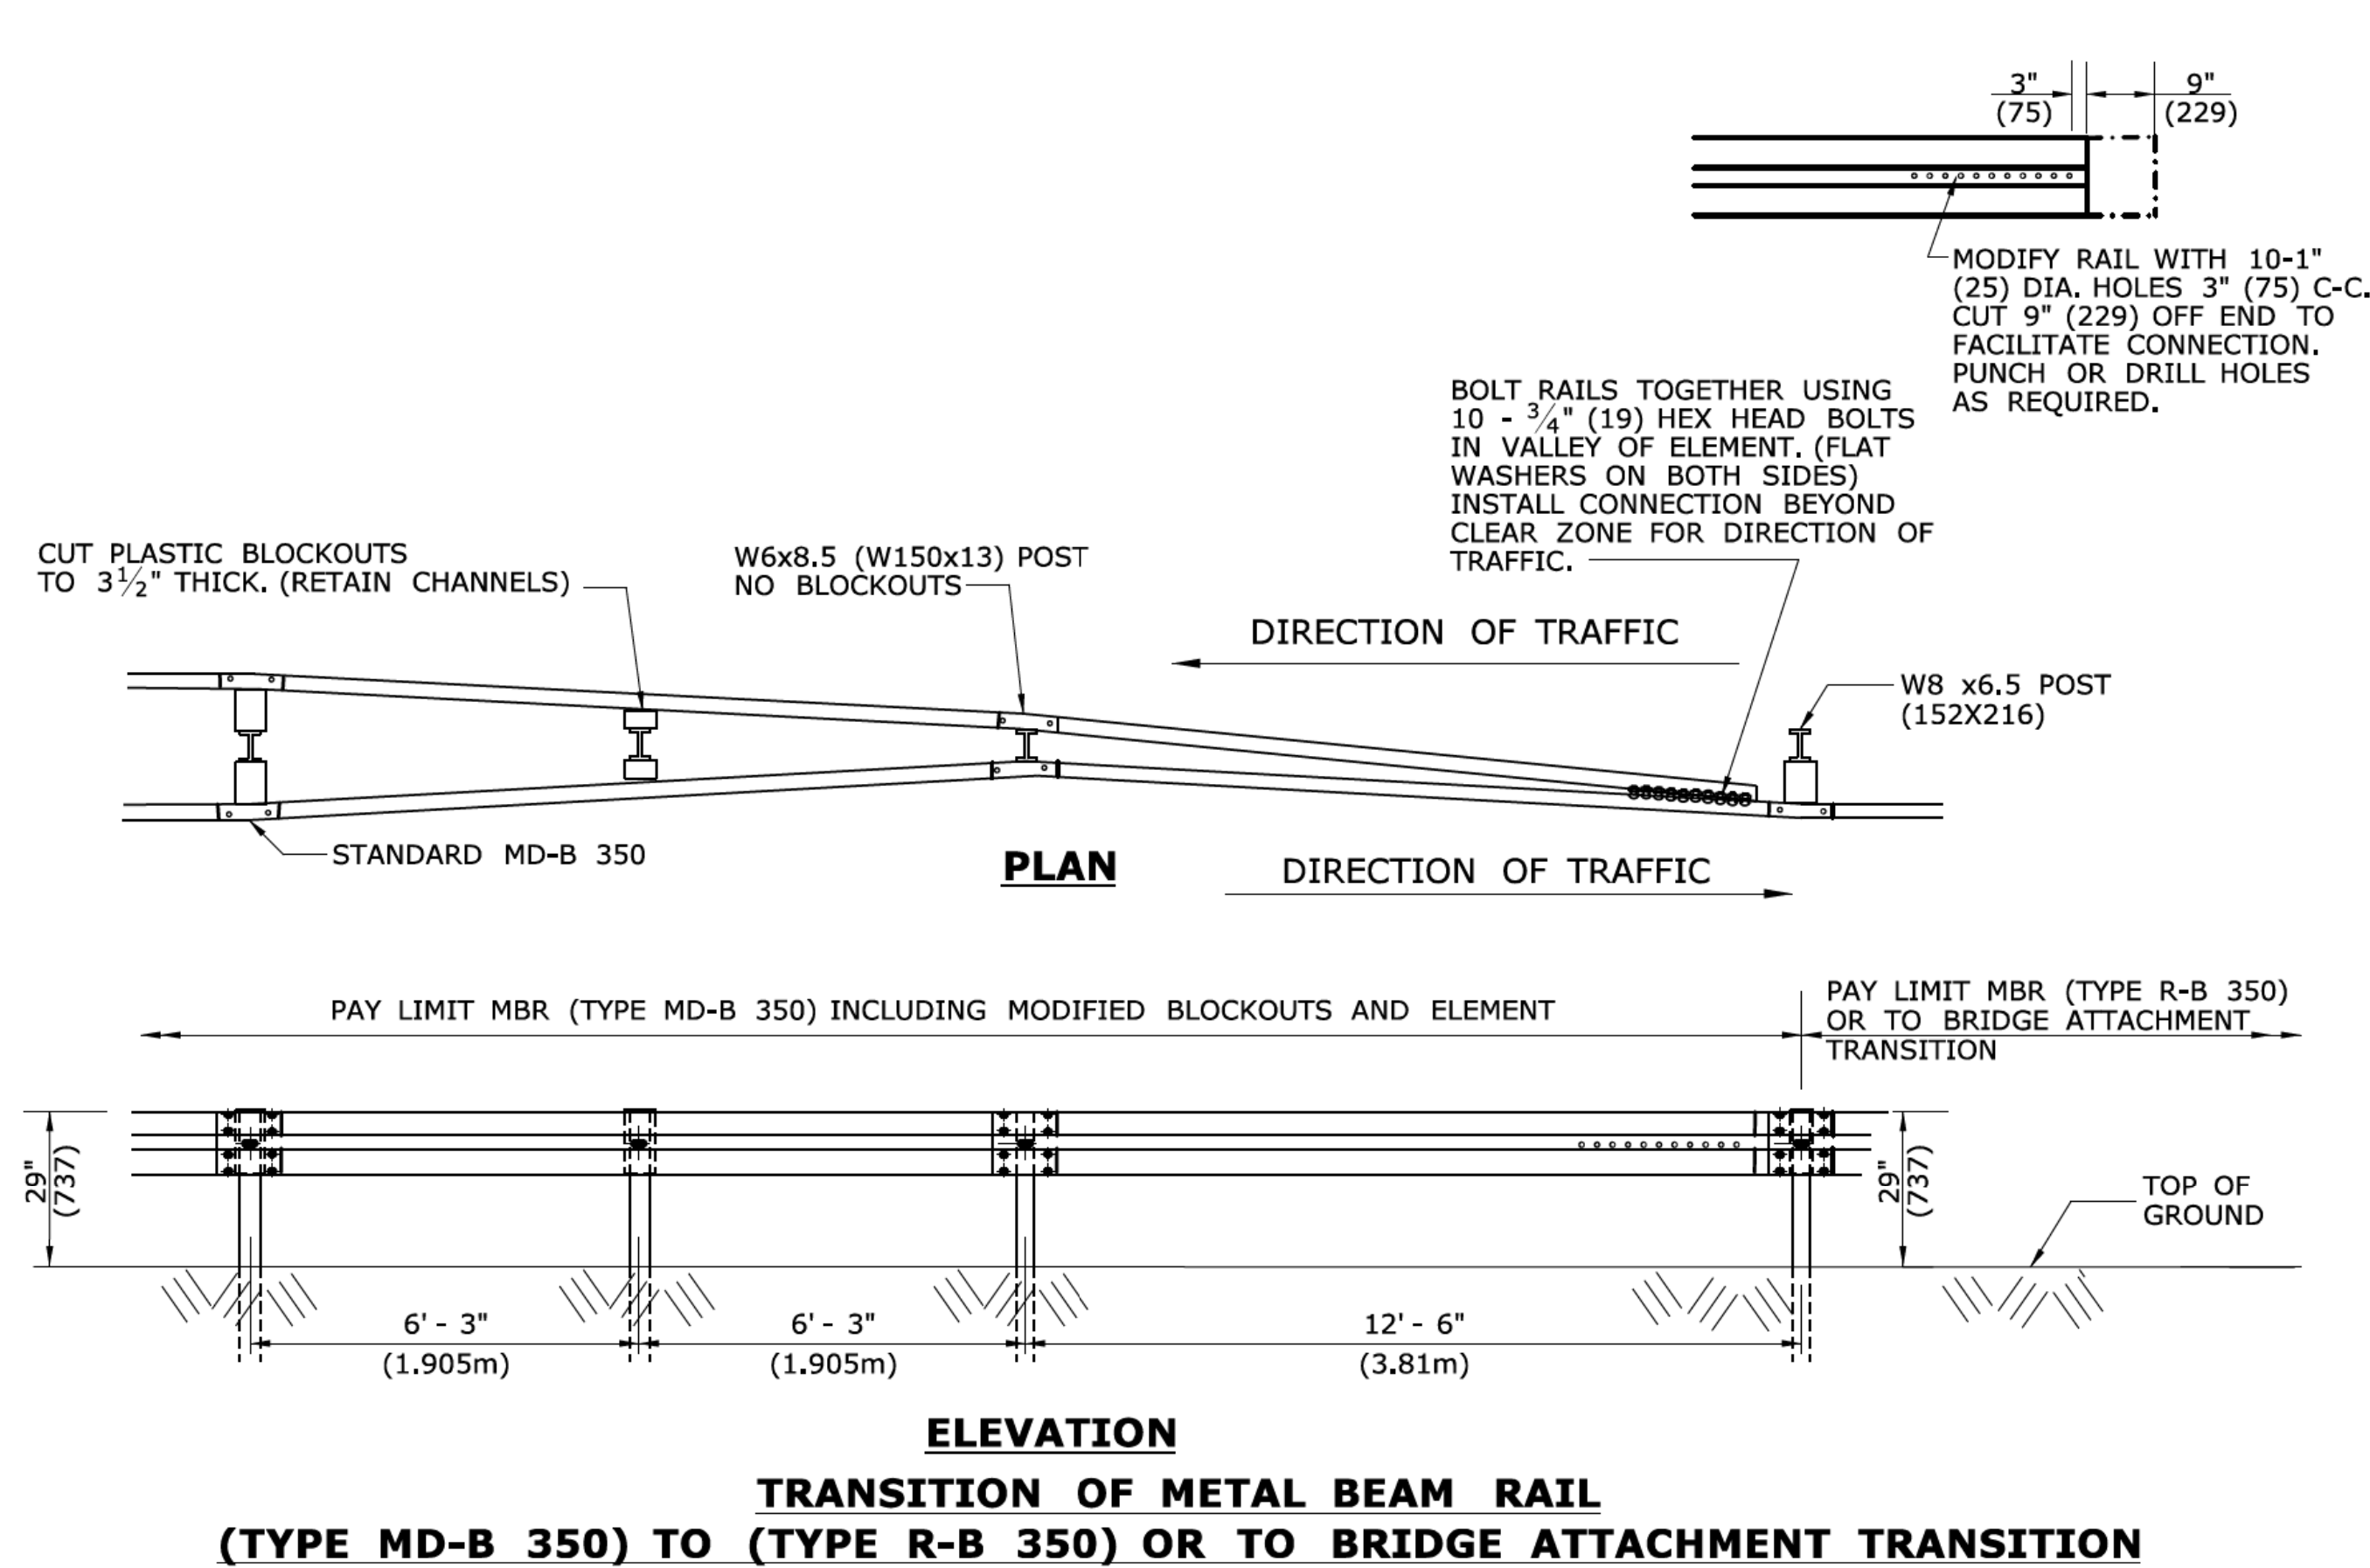 3" 9"
(75) (229)
MODIFY RAIL WITH 10-1"
(25) DIA. HOLES 3" (75) C-C.
CUT 9" (229) OFF END TO
FACILITATE CONNECTION.
PUNCH OR DRILL HOLES
AS REQUIRED.
BOLT RAILS TOGETHER USING
10 - 3/4" (19) HEX HEAD BOLTS
IN VALLEY OF ELEMENT. (FLAT
WASHERS ON BOTH SIDES)
INSTALL CONNECTION BEYOND
CLEAR ZONE FOR DIRECTION OF
TRAFFIC.
CUT PLASTIC BLOCKOUTS
TO 3 1/2" THICK. (RETAIN CHANNELS)
W6x8.5 (W150x13) POST
NO BLOCKOUTS
DIRECTION OF TRAFFIC
W8 x6.5 POST
(152X216)
STANDARD MD-B 350
PLAN
DIRECTION OF TRAFFIC
PAY LIMIT MBR (TYPE MD-B 350) INCLUDING MODIFIED BLOCKOUTS AND ELEMENT
PAY LIMIT MBR (TYPE R-B 350)
OR TO BRIDGE ATTACHMENT
TRANSITION
29"
(737)
29"
(737)
TOP OF
GROUND
6' - 3" 6' - 3" 12' - 6"
(1.905m) (1.905m) (3.81m)
ELEVATION
TRANSITION OF METAL BEAM RAIL
(TYPE MD-B 350) TO (TYPE R-B 350) OR TO BRIDGE ATTACHMENT TRANSITION